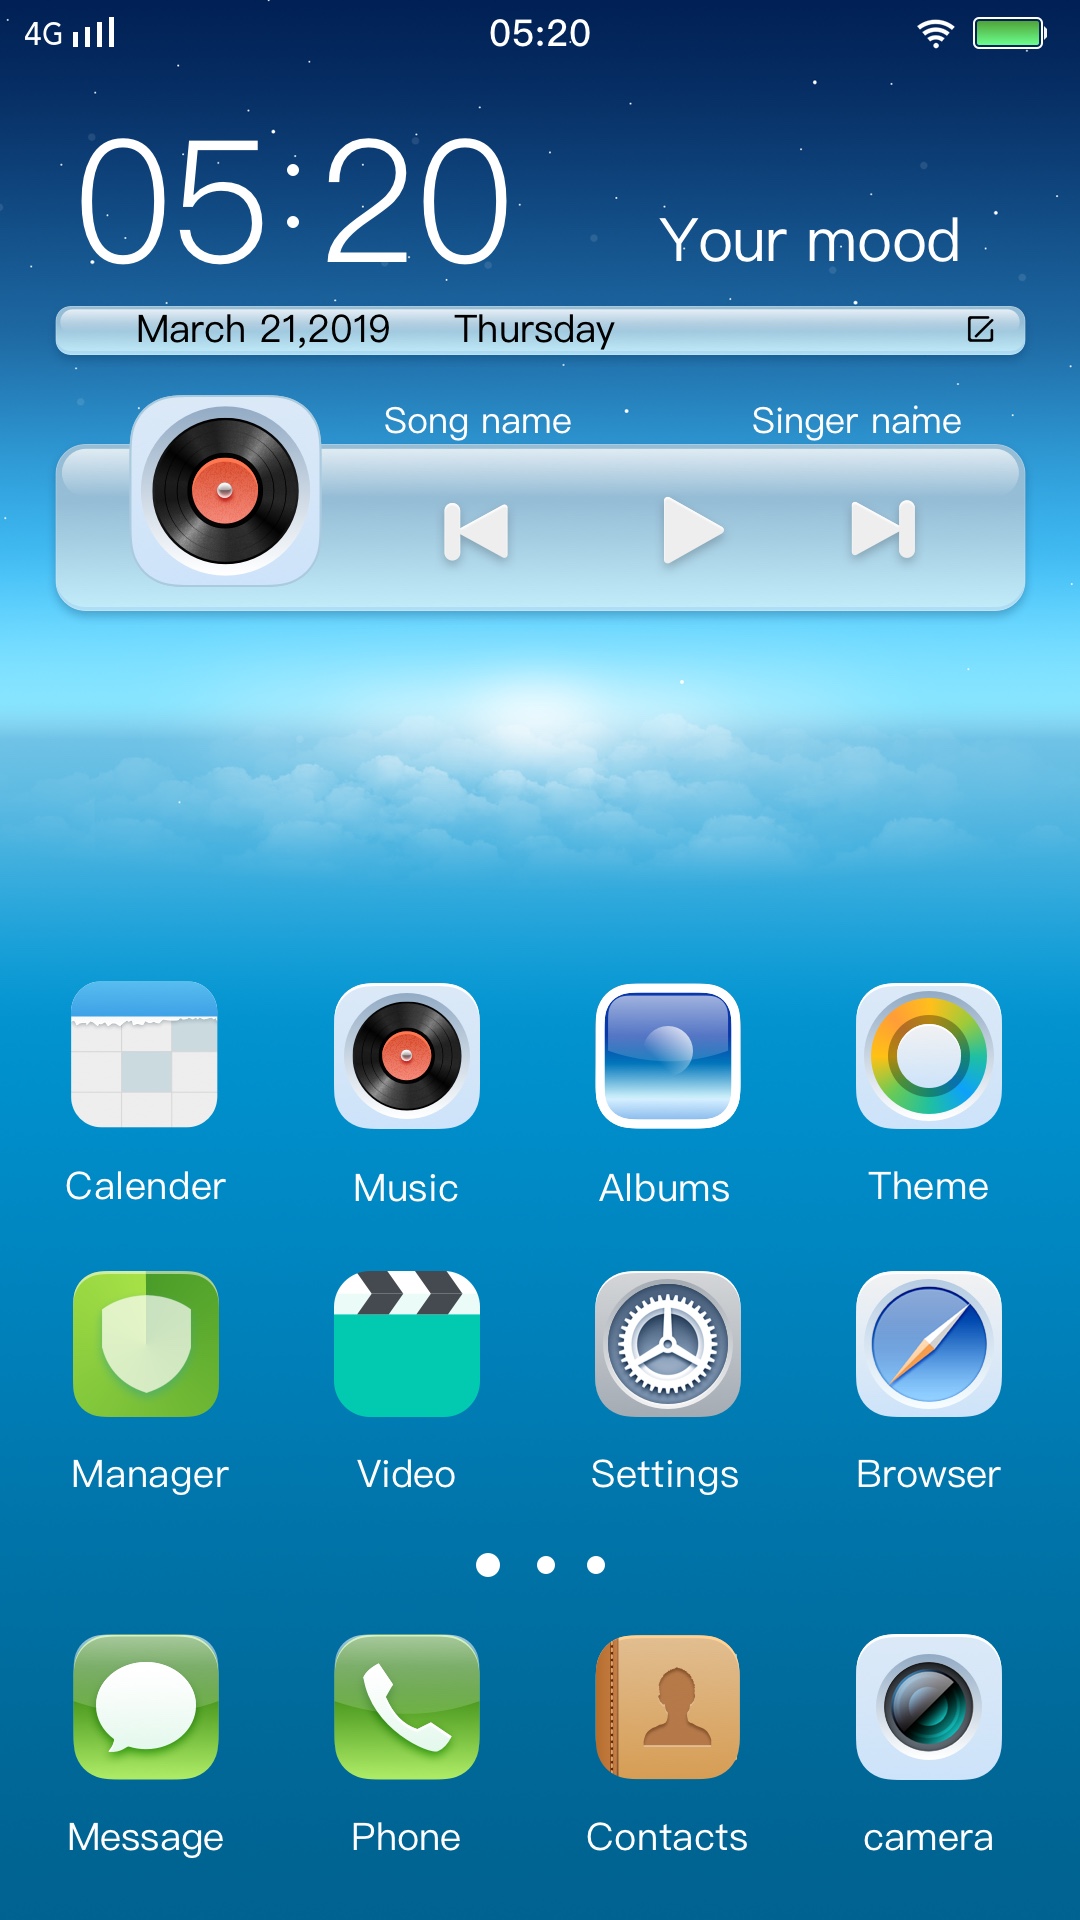 4G 05:20
05:20 Your mood
March 21,2019 Thursday
Song name Singer name
Calender Music Albums Theme
Manager Video Settings Browser
Message Phone Contacts camera